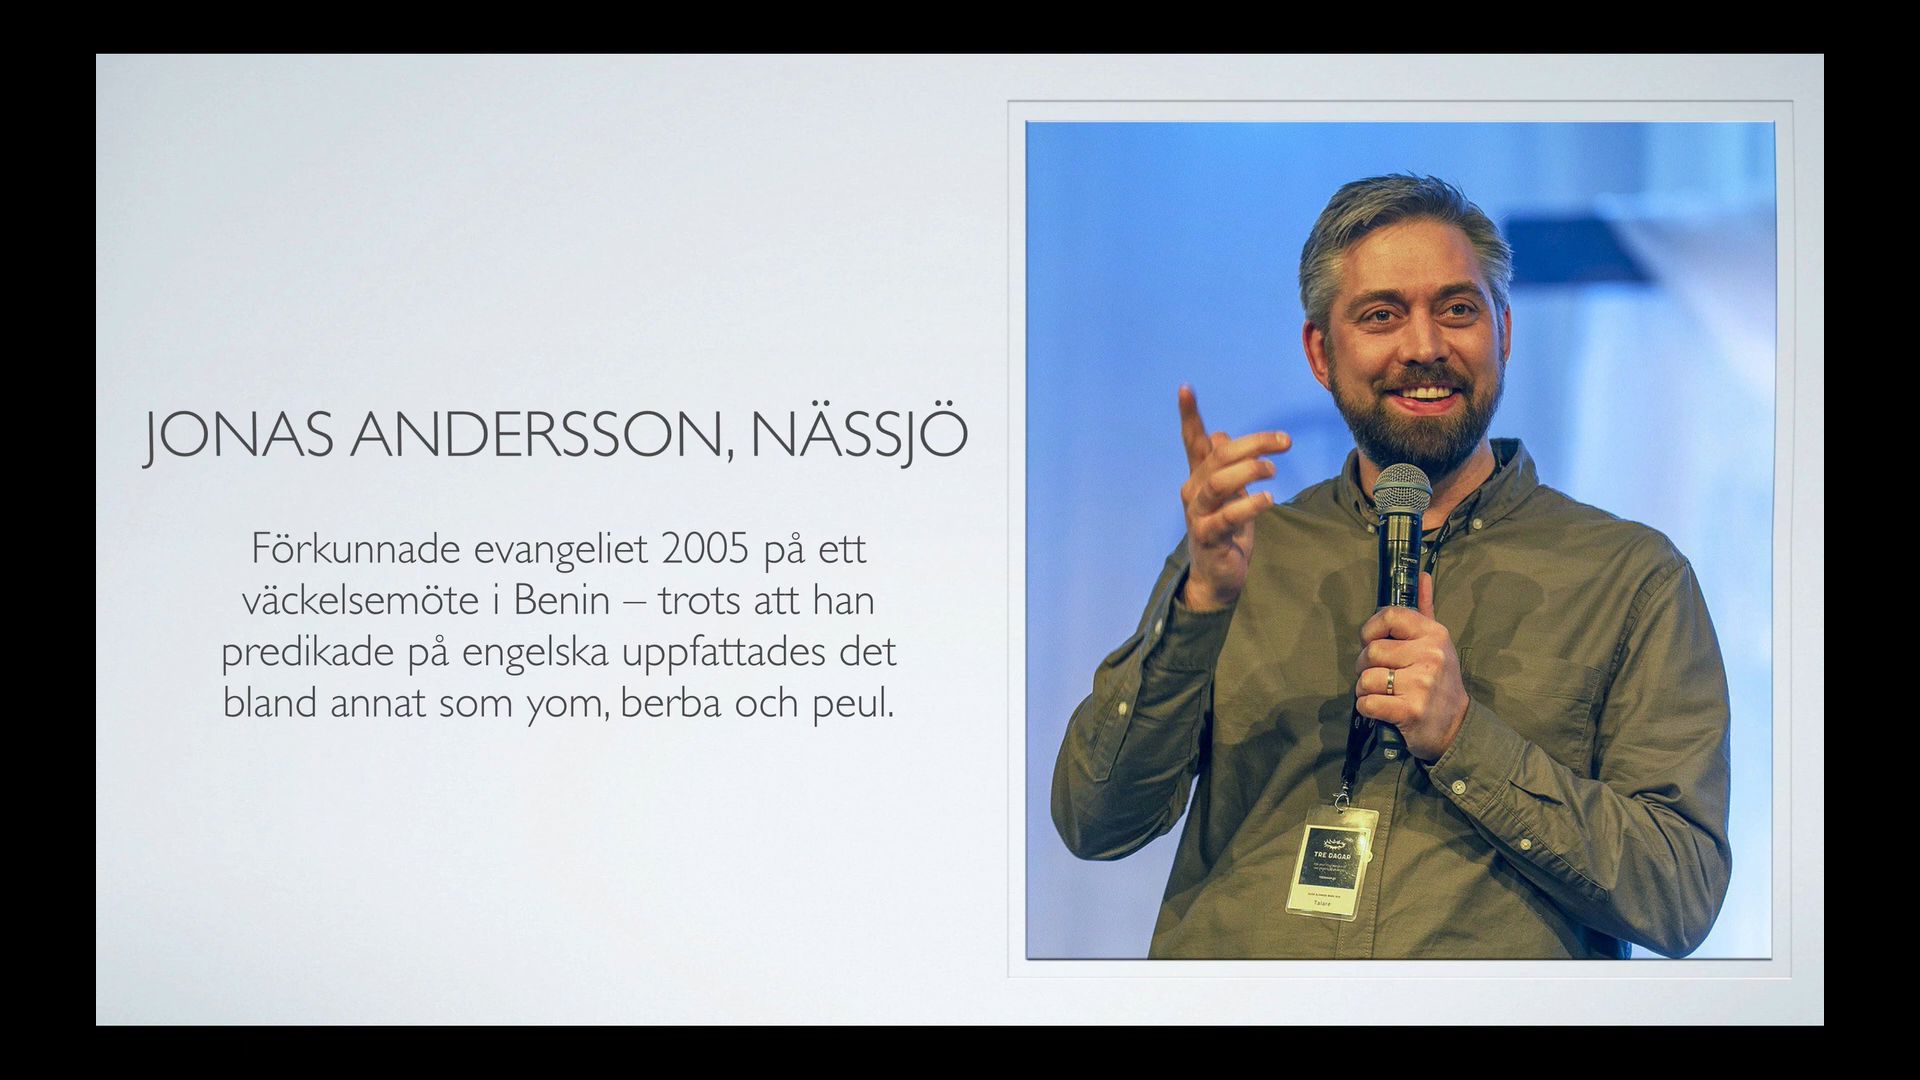 JONAS ANDERSSON, NÄSSJÖ
Förkunnade evangeliet 2005 på ett
väckelsemöte i Benin – trots att han
predikade på engelska uppfattades det
bland annat som yom, berba och peul.
TRE DAGAR
Talare